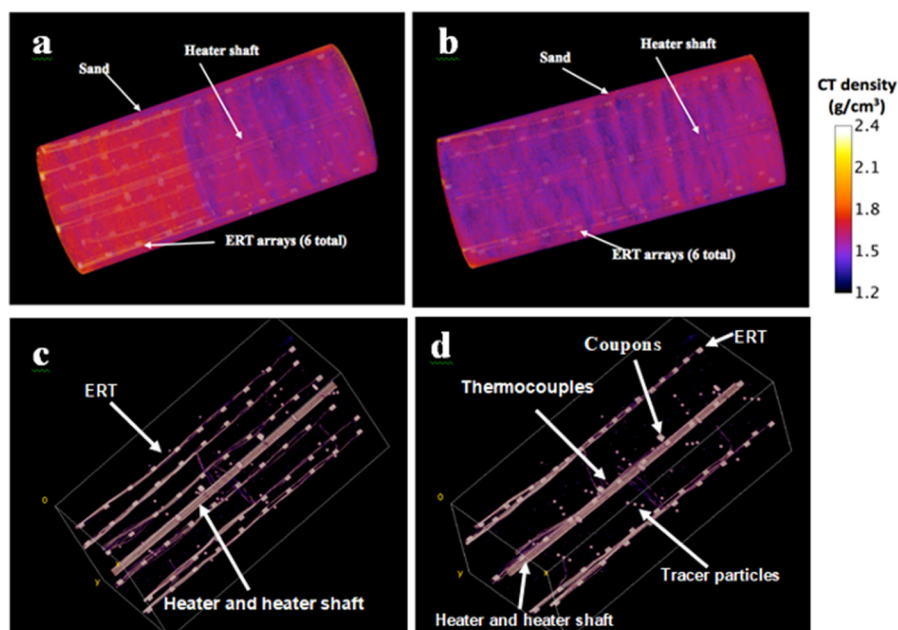 a
Heater shaft
Sand
ERT arrays (6 total)
b
Heater shaft
Sand
ERT arrays (6 total)
CT density
(g/cm³)
2.4
2.1
1.8
1.5
1.2
c
ERT
0
y
x
Heater and heater shaft
d
Coupons
ERT
Thermocouples
0
y
x
Tracer particles
Heater and heater shaft